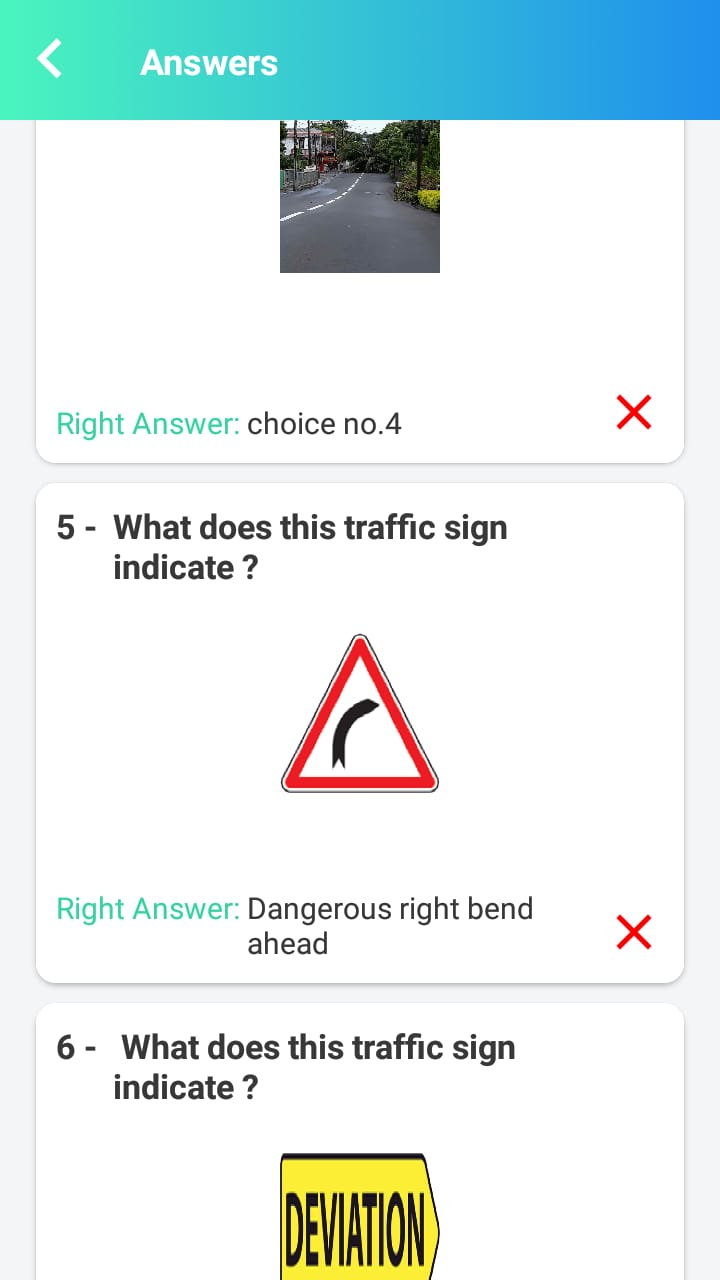 Answers
Right Answer: choice no.4
5 - What does this traffic sign
indicate ?
Right Answer: Dangerous right bend
ahead
6 - What does this traffic sign
indicate ?
DEVIATION